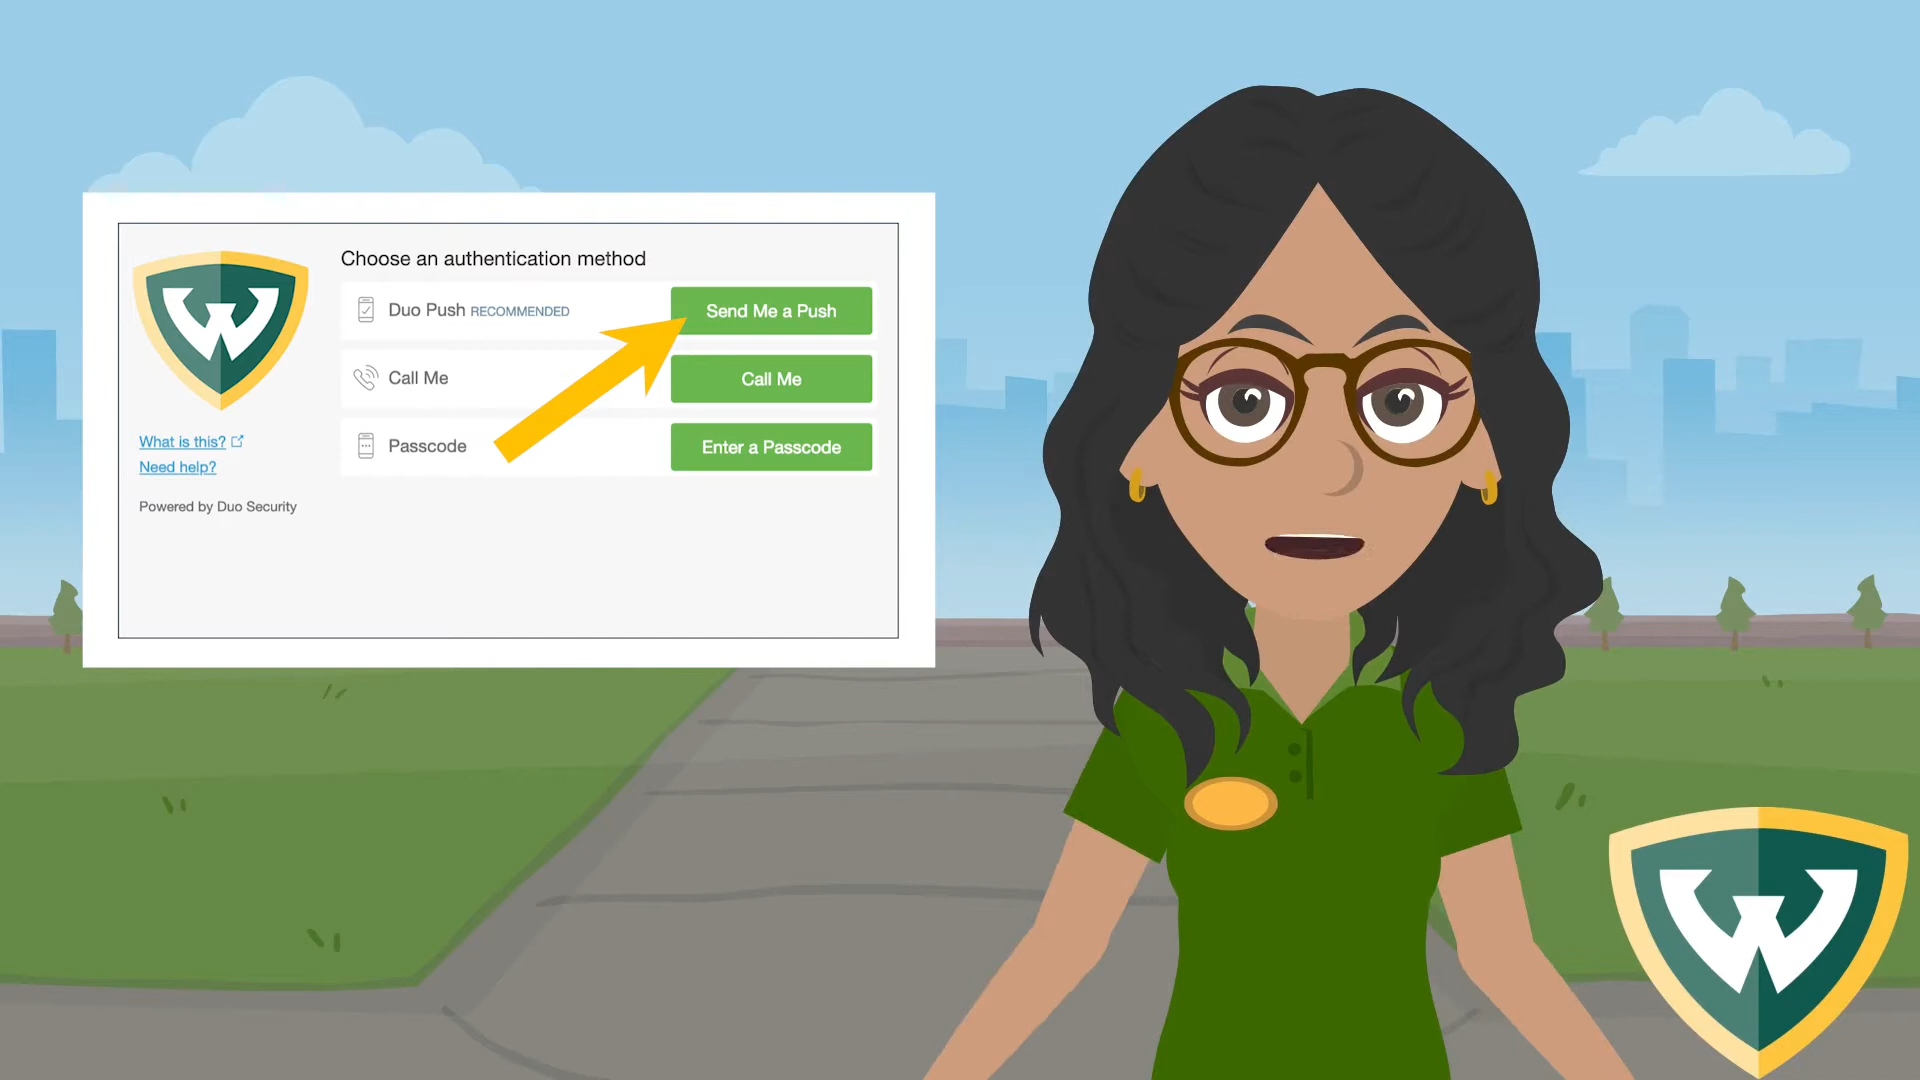 Choose an authentication method
Duo Push RECOMMENDED
Send Me a Push
Call Me
Call Me
Passcode
Enter a Passcode
What is this?
Need help?
Powered by Duo Security
W
W